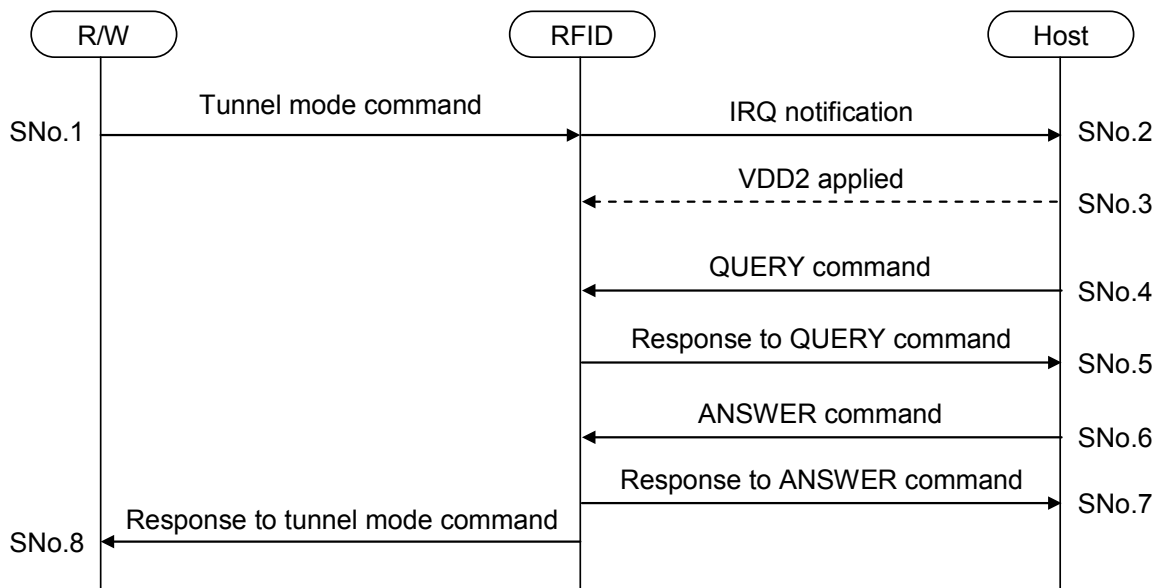 R/W
RFID
Host
Tunnel mode command
IRQ notification
SNo.1
SNo.2
VDD2 applied
SNo.3
QUERY command
SNo.4
Response to QUERY command
SNo.5
ANSWER command
SNo.6
Response to ANSWER command
SNo.7
Response to tunnel mode command
SNo.8